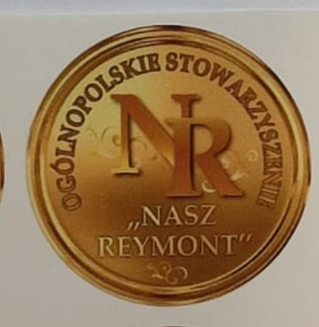 OGÓLNOPOLSKIE STOWARZYSZENIE
NR
„NASZ
REYMONT”